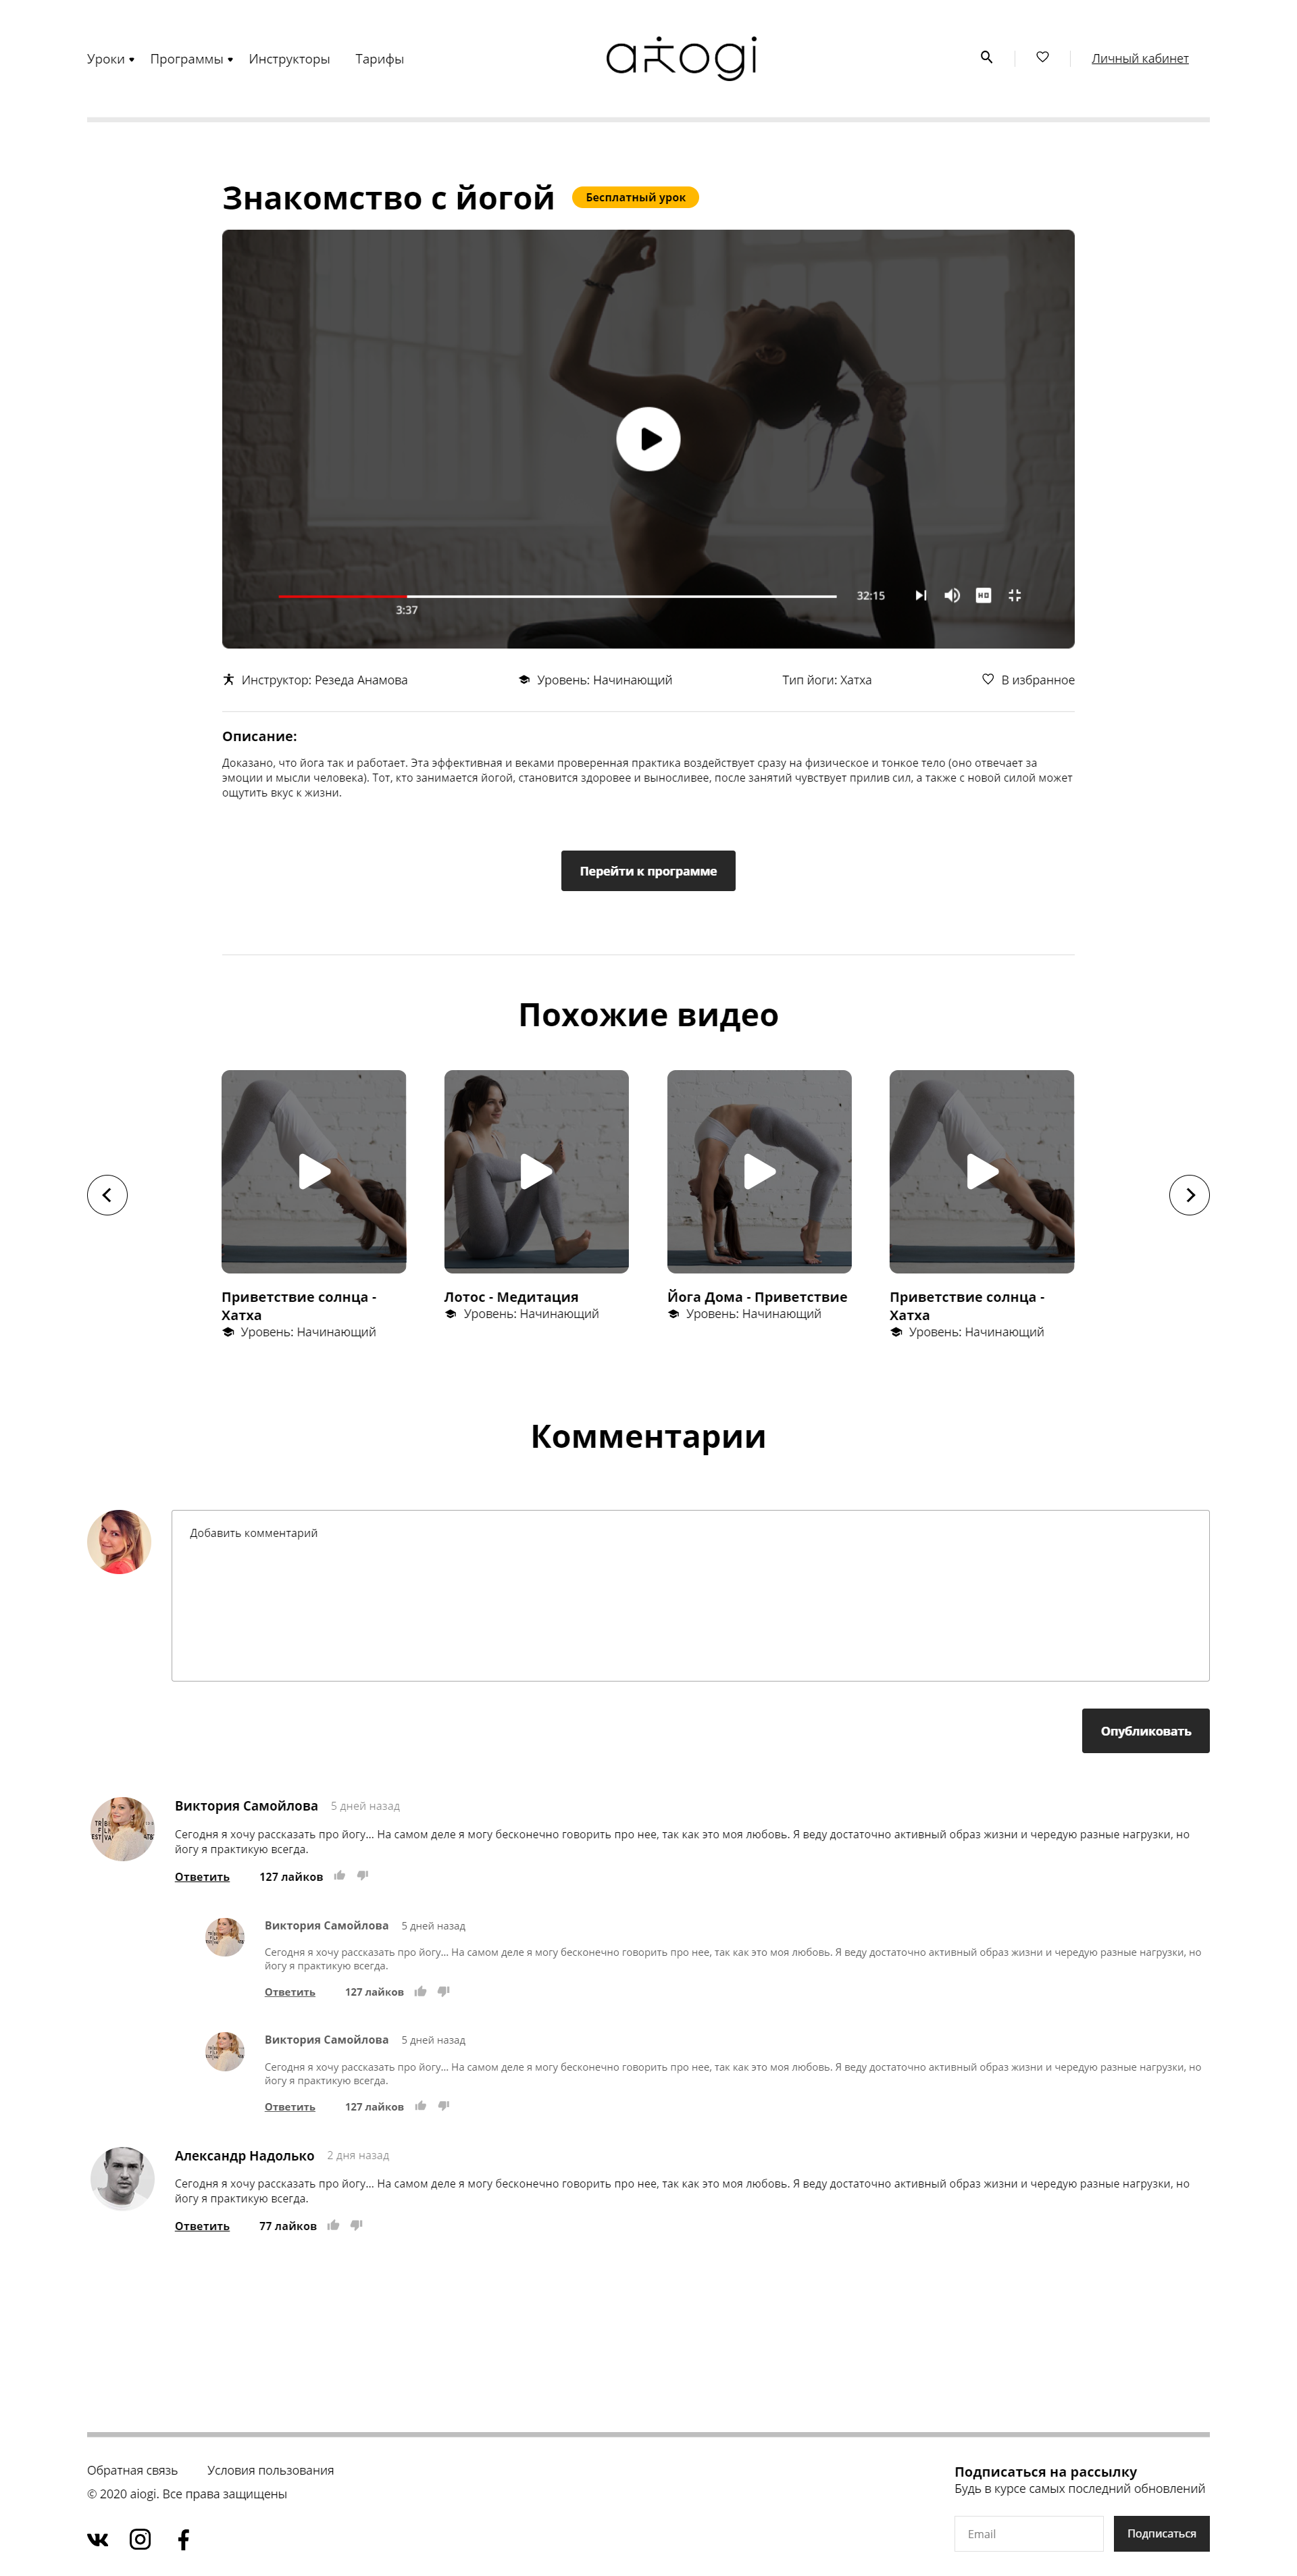 Уроки Программы Инструкторы Тарифы
aiogi
Личный кабинет
Знакомство с йогой
Бесплатный урок
32:15
HQ
3:37
Инструктор: Резеда Анамова
Уровень: Начинающий
Тип йоги: Хатха
В избранное
Описание:
Доказано, что йога так и работает. Эта эффективная и веками проверенная практика воздействует сразу на физическое и тонкое тело (оно отвечает за
эмоции и мысли человека). Тот, кто занимается йогой, становится здоровее и выносливее, после занятий чувствует прилив сил, а также с новой силой может
ощутить вкус к жизни.
Перейти к программе
Похожие видео
Приветствие солнца -
Хатха
Уровень: Начинающий
Лотос - Медитация
Уровень: Начинающий
Йога Дома - Приветствие
Уровень: Начинающий
Приветствие солнца -
Хатха
Уровень: Начинающий
Комментарии
Добавить комментарий
Опубликовать
Виктория Самойлова 5 дней назад
Сегодня я хочу рассказать про йогу... На самом деле я могу бесконечно говорить про нее, так как это моя любовь. Я веду достаточно активный образ жизни и чередую разные нагрузки, но
йогу я практикую всегда.
Ответить 127 лайков
Виктория Самойлова 5 дней назад
Сегодня я хочу рассказать про йогу... На самом деле я могу бесконечно говорить про нее, так как это моя любовь. Я веду достаточно активный образ жизни и чередую разные нагрузки, но
йогу я практикую всегда.
Ответить 127 лайков
Виктория Самойлова 5 дней назад
Сегодня я хочу рассказать про йогу... На самом деле я могу бесконечно говорить про нее, так как это моя любовь. Я веду достаточно активный образ жизни и чередую разные нагрузки, но
йогу я практикую всегда.
Ответить 127 лайков
Александр Надолько 2 дня назад
Сегодня я хочу рассказать про йогу... На самом деле я могу бесконечно говорить про нее, так как это моя любовь. Я веду достаточно активный образ жизни и чередую разные нагрузки, но
йогу я практикую всегда.
Ответить 77 лайков
Обратная связь Условия пользования
© 2020 aiogi. Все права защищены
Подписаться на рассылку
Будь в курсе самых последний обновлений
Email
Подписаться